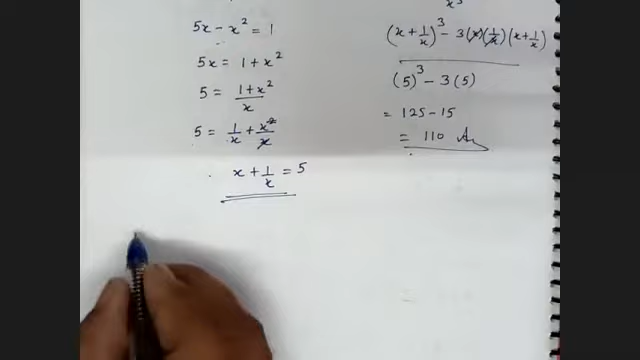 5x - x² = 1
5x = 1 + x²
5 = (1 + x²)/x
5 = 1/x + x²/x
x + 1/x = 5
x³
(x + 1/x)³ - 3(x)(1/x)(x + 1/x)
(5)³ - 3(5)
= 125 - 15
= 110 A